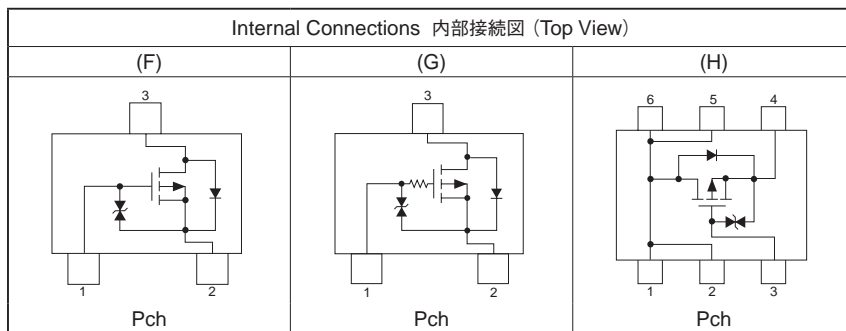 Internal Connections 内部接続図 (Top View)
(F) (G) (H)
3 3 6 5 4
1 2 1 2 1 2 3
Pch Pch Pch